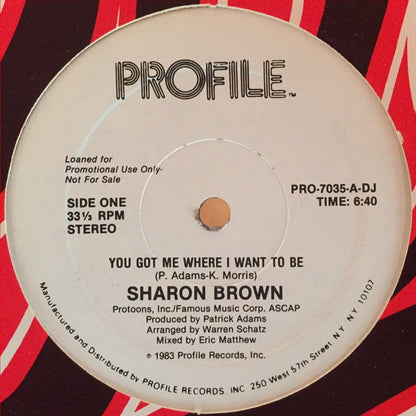 PROFILE™
Loaned for
Promotional Use Only-
Not For Sale
SIDE ONE
33⅓ RPM
STEREO
PRO-7035-A-DJ
TIME: 6:40
YOU GOT ME WHERE I WANT TO BE
(P. Adams-K. Morris)
SHARON BROWN
Protoons, Inc./Famous Music Corp. ASCAP
Produced by Patrick Adams
Arranged by Warren Schatz
Mixed by Eric Matthew
℗ 1983 Profile Records, Inc.
Manufactured and Distributed by PROFILE RECORDS INC 250 West 57th Street, NY NY 10107